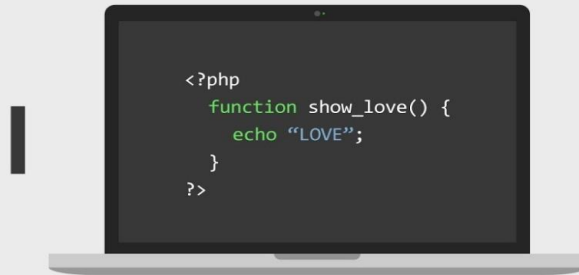 I
<?php
function show_love() {
echo “LOVE”;
}
?>